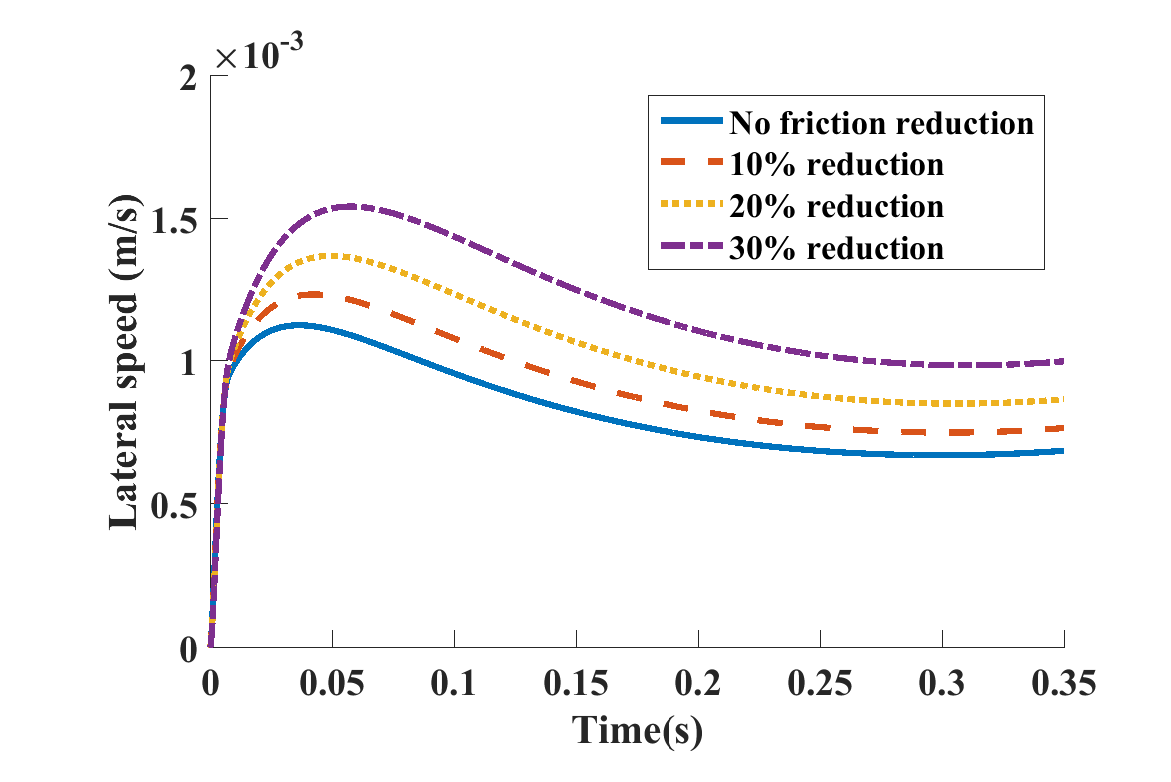 ×10-3
2
1.5
1
0.5
0
Lateral speed (m/s)
No friction reduction
10% reduction
20% reduction
30% reduction
0 0.05 0.1 0.15 0.2 0.25 0.3 0.35
Time(s)